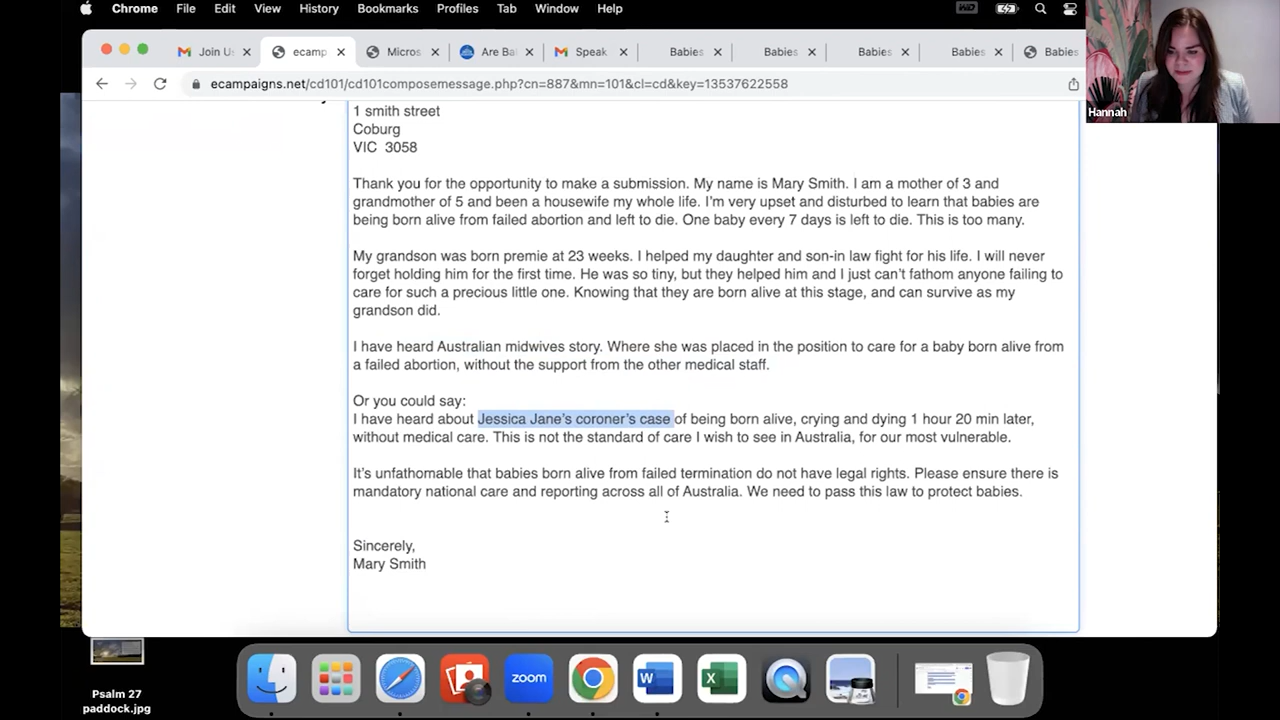 Chrome File Edit View History Bookmarks Profiles Tab Window Help
Join U ecamp Micros Are Ba Speak Babies Babies Babies Babies Babies
ecampaigns.net/cd101/cd101composemessage.php?cn=887&mn=101&cl=cd&key=13537622558
Hannah
1 smith street
Coburg
VIC 3058
Thank you for the opportunity to make a submission. My name is Mary Smith. I am a mother of 3 and
grandmother of 5 and been a housewife my whole life. I'm very upset and disturbed to learn that babies are
being born alive from failed abortion and left to die. One baby every 7 days is left to die. This is too many.
My grandson was born premie at 23 weeks. I helped my daughter and son-in law fight for his life. I will never
forget holding him for the first time. He was so tiny, but they helped him and I just can't fathom anyone failing to
care for such a precious little one. Knowing that they are born alive at this stage, and can survive as my
grandson did.
I have heard Australian midwives story. Where she was placed in the position to care for a baby born alive from
a failed abortion, without the support from the other medical staff.
Or you could say:
I have heard about Jessica Jane's coroner's case of being born alive, crying and dying 1 hour 20 min later,
without medical care. This is not the standard of care I wish to see in Australia, for our most vulnerable.
It's unfathomable that babies born alive from failed termination do not have legal rights. Please ensure there is
mandatory national care and reporting across all of Australia. We need to pass this law to protect babies.
Sincerely,
Mary Smith
zoom
Psalm 27
paddock.jpg